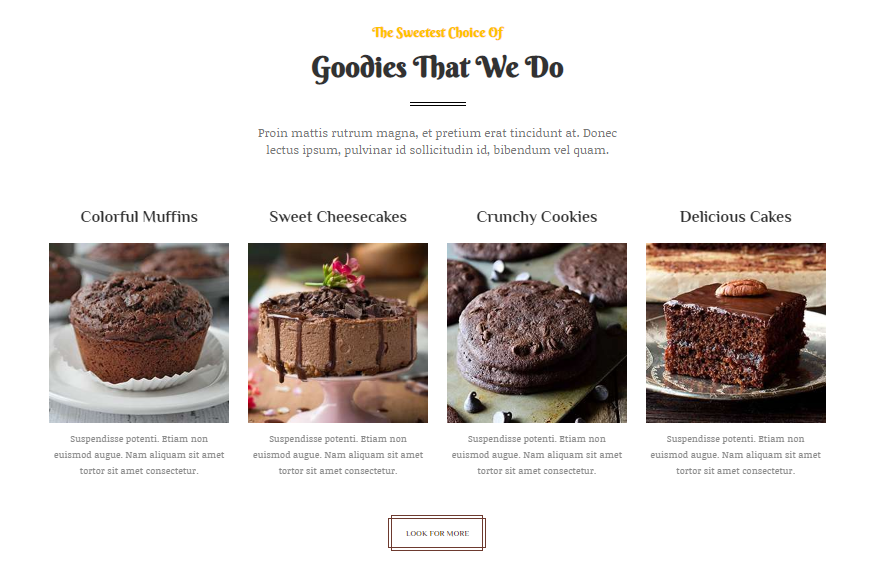 The Sweetest Choice Of
Goodies That We Do
Proin mattis rutrum magna, et pretium erat tincidunt at. Donec
lectus ipsum, pulvinar id sollicitudin id, bibendum vel quam.
Colorful Muffins
Sweet Cheesecakes
Crunchy Cookies
Delicious Cakes
Suspendisse potenti. Etiam non
euismod augue. Nam aliquam sit amet
tortor sit amet consectetur.
Suspendisse potenti. Etiam non
euismod augue. Nam aliquam sit amet
tortor sit amet consectetur.
Suspendisse potenti. Etiam non
euismod augue. Nam aliquam sit amet
tortor sit amet consectetur.
Suspendisse potenti. Etiam non
euismod augue. Nam aliquam sit amet
tortor sit amet consectetur.
LOOK FOR MORE